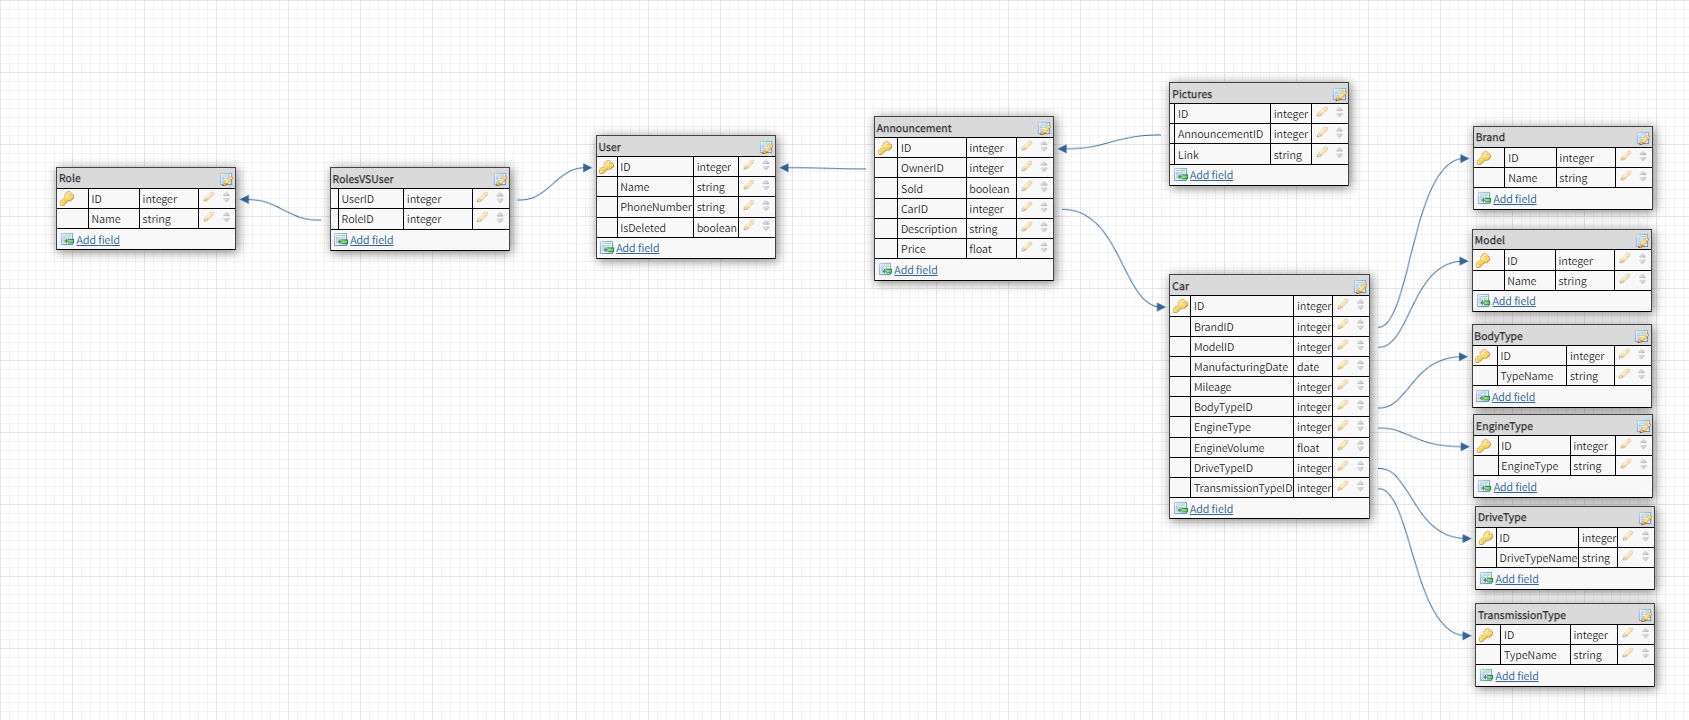 Role
ID integer
Name string
Add field
RolesVSUser
UserID integer
RoleID integer
Add field
User
ID integer
Name string
PhoneNumber string
IsDeleted boolean
Add field
Announcement
ID integer
OwnerID integer
Sold boolean
CarID integer
Description string
Price float
Add field
Pictures
ID integer
AnnouncementID integer
Link string
Add field
Car
ID integer
BrandID integer
ModelID integer
ManufacturingDate date
Mileage integer
BodyTypeID integer
EngineType integer
EngineVolume float
DriveTypeID integer
TransmissionTypeID integer
Add field
Brand
ID integer
Name string
Add field
Model
ID integer
Name string
Add field
BodyType
ID integer
TypeName string
Add field
EngineType
ID integer
EngineType string
Add field
DriveType
ID integer
DriveTypeName string
Add field
TransmissionType
ID integer
TypeName string
Add field